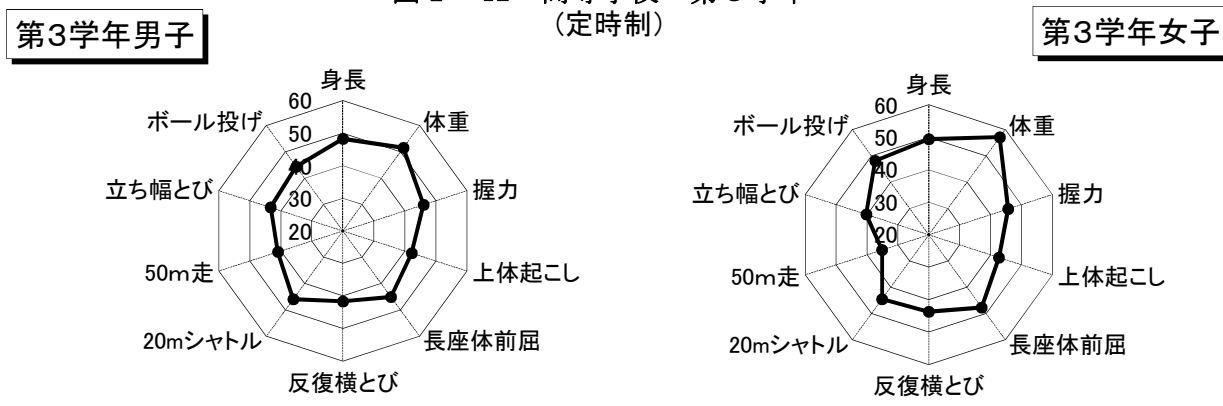 (定時制)
第3学年男子
身長
体重
握力
上体起こし
長座体前屈
反復横とび
20mシャトル
50m走
立ち幅とび
ボール投げ
60
50
40
30
20
第3学年女子
身長
体重
握力
上体起こし
長座体前屈
反復横とび
20mシャトル
50m走
立ち幅とび
ボール投げ
60
50
40
30
20